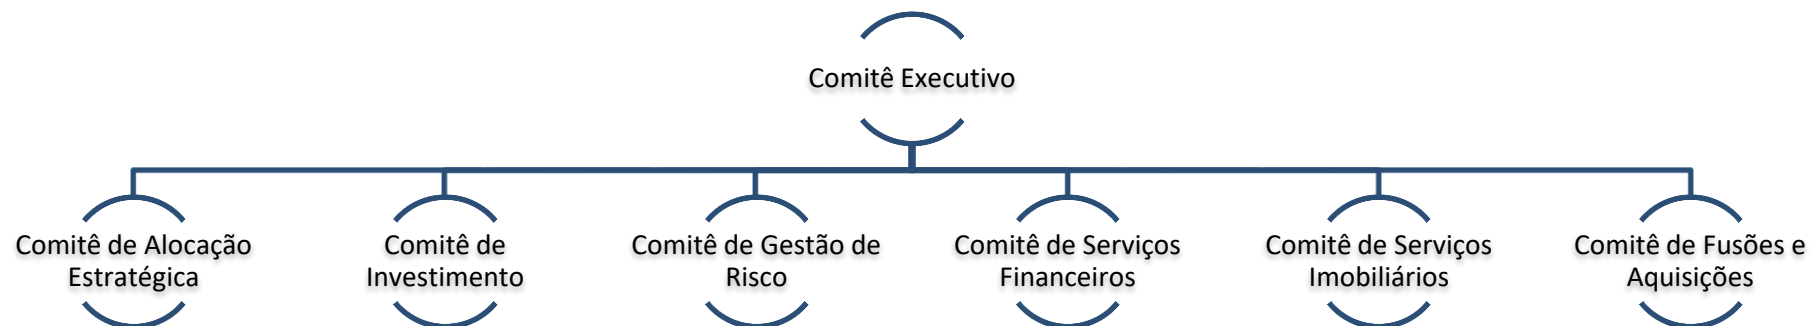 Comitê Executivo
Comitê de Alocação
Estratégica
Comitê de
Investimento
Comitê de Gestão de
Risco
Comitê de Serviços
Financeiros
Comitê de Serviços
Imobiliários
Comitê de Fusões e
Aquisições